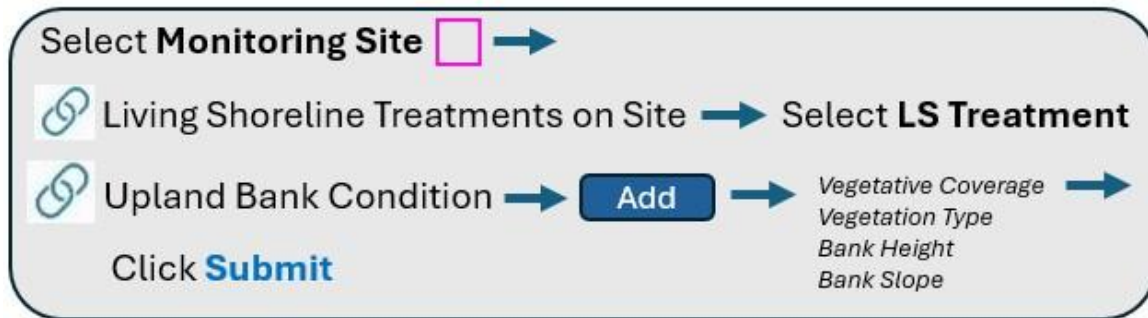 Select Monitoring Site
Living Shoreline Treatments on Site Select LS Treatment
Upland Bank Condition Add Vegetative Coverage
Vegetation Type
Bank Height
Bank Slope
Click Submit